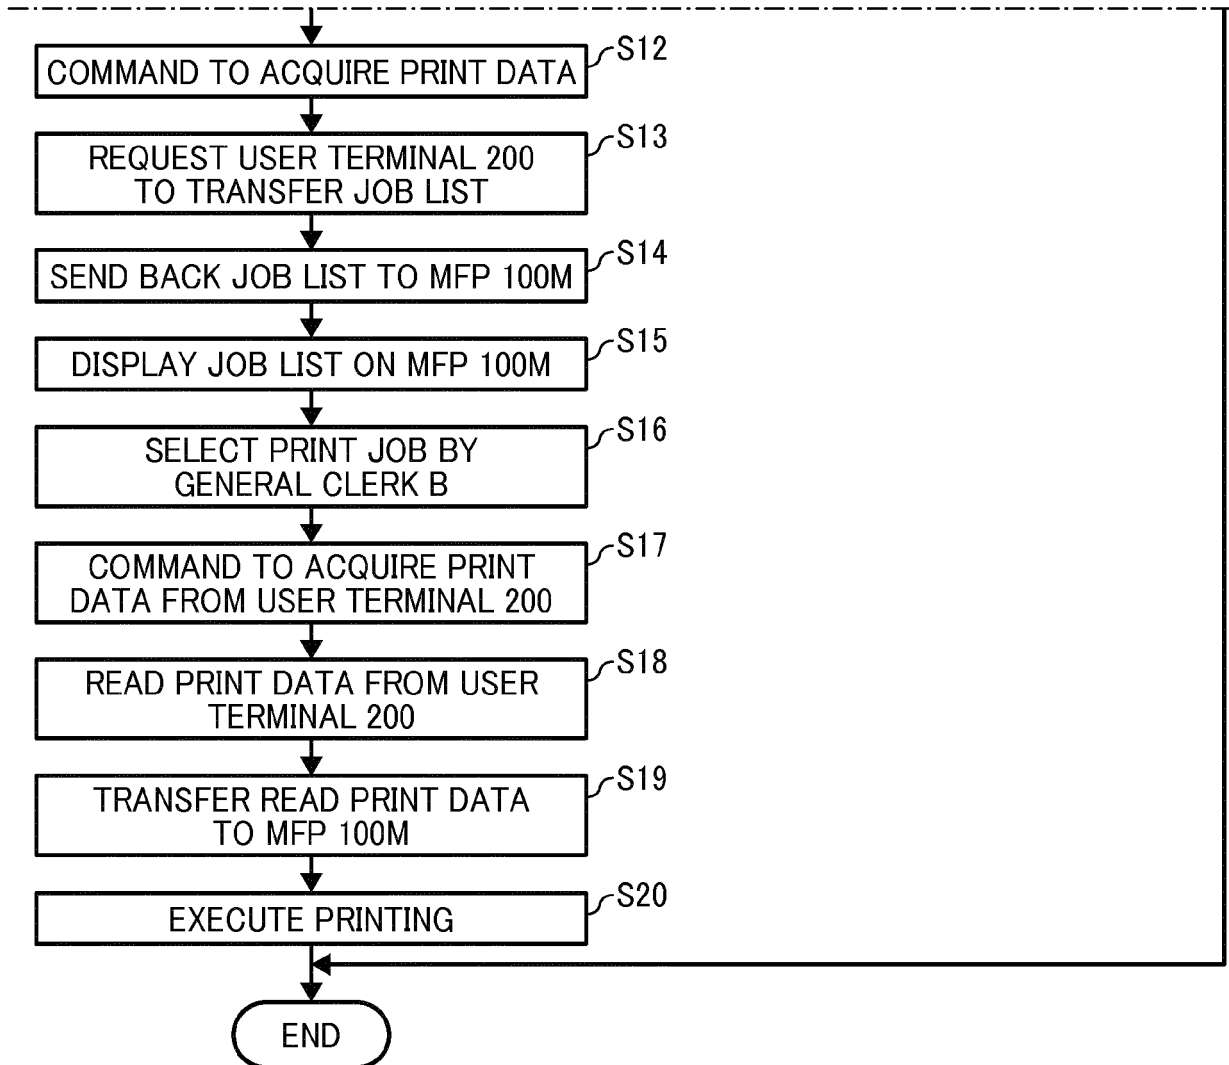 S12
COMMAND TO ACQUIRE PRINT DATA
S13
REQUEST USER TERMINAL 200
TO TRANSFER JOB LIST
S14
SEND BACK JOB LIST TO MFP 100M
S15
DISPLAY JOB LIST ON MFP 100M
S16
SELECT PRINT JOB BY
GENERAL CLERK B
S17
COMMAND TO ACQUIRE PRINT
DATA FROM USER TERMINAL 200
S18
READ PRINT DATA FROM USER
TERMINAL 200
S19
TRANSFER READ PRINT DATA
TO MFP 100M
S20
EXECUTE PRINTING
END